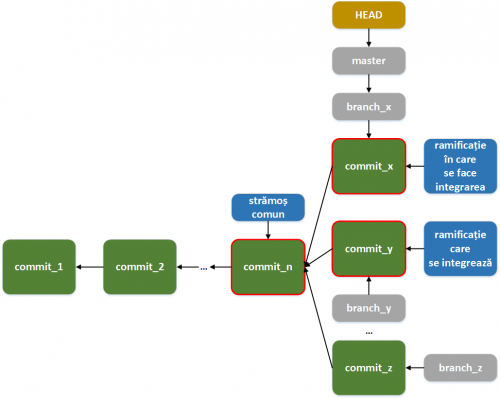 HEAD
master
branch_x
commit_x
ramificație
în care
se face
integrarea
strămoș
comun
commit_1
commit_2
...
commit_n
commit_y
ramificație
care
se integrează
branch_y
...
commit_z
branch_z